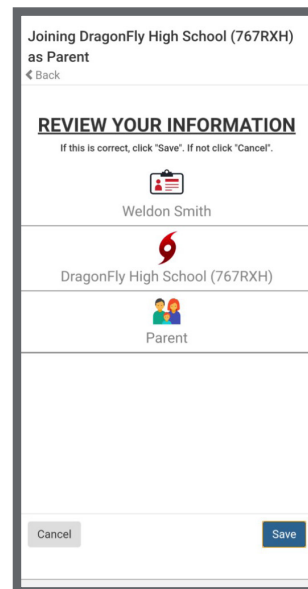 Joining DragonFly High School (767RXH)
as Parent
Back
REVIEW YOUR INFORMATION
If this is correct, click "Save". If not click "Cancel".
Weldon Smith
DragonFly High School (767RXH)
Parent
Cancel
Save